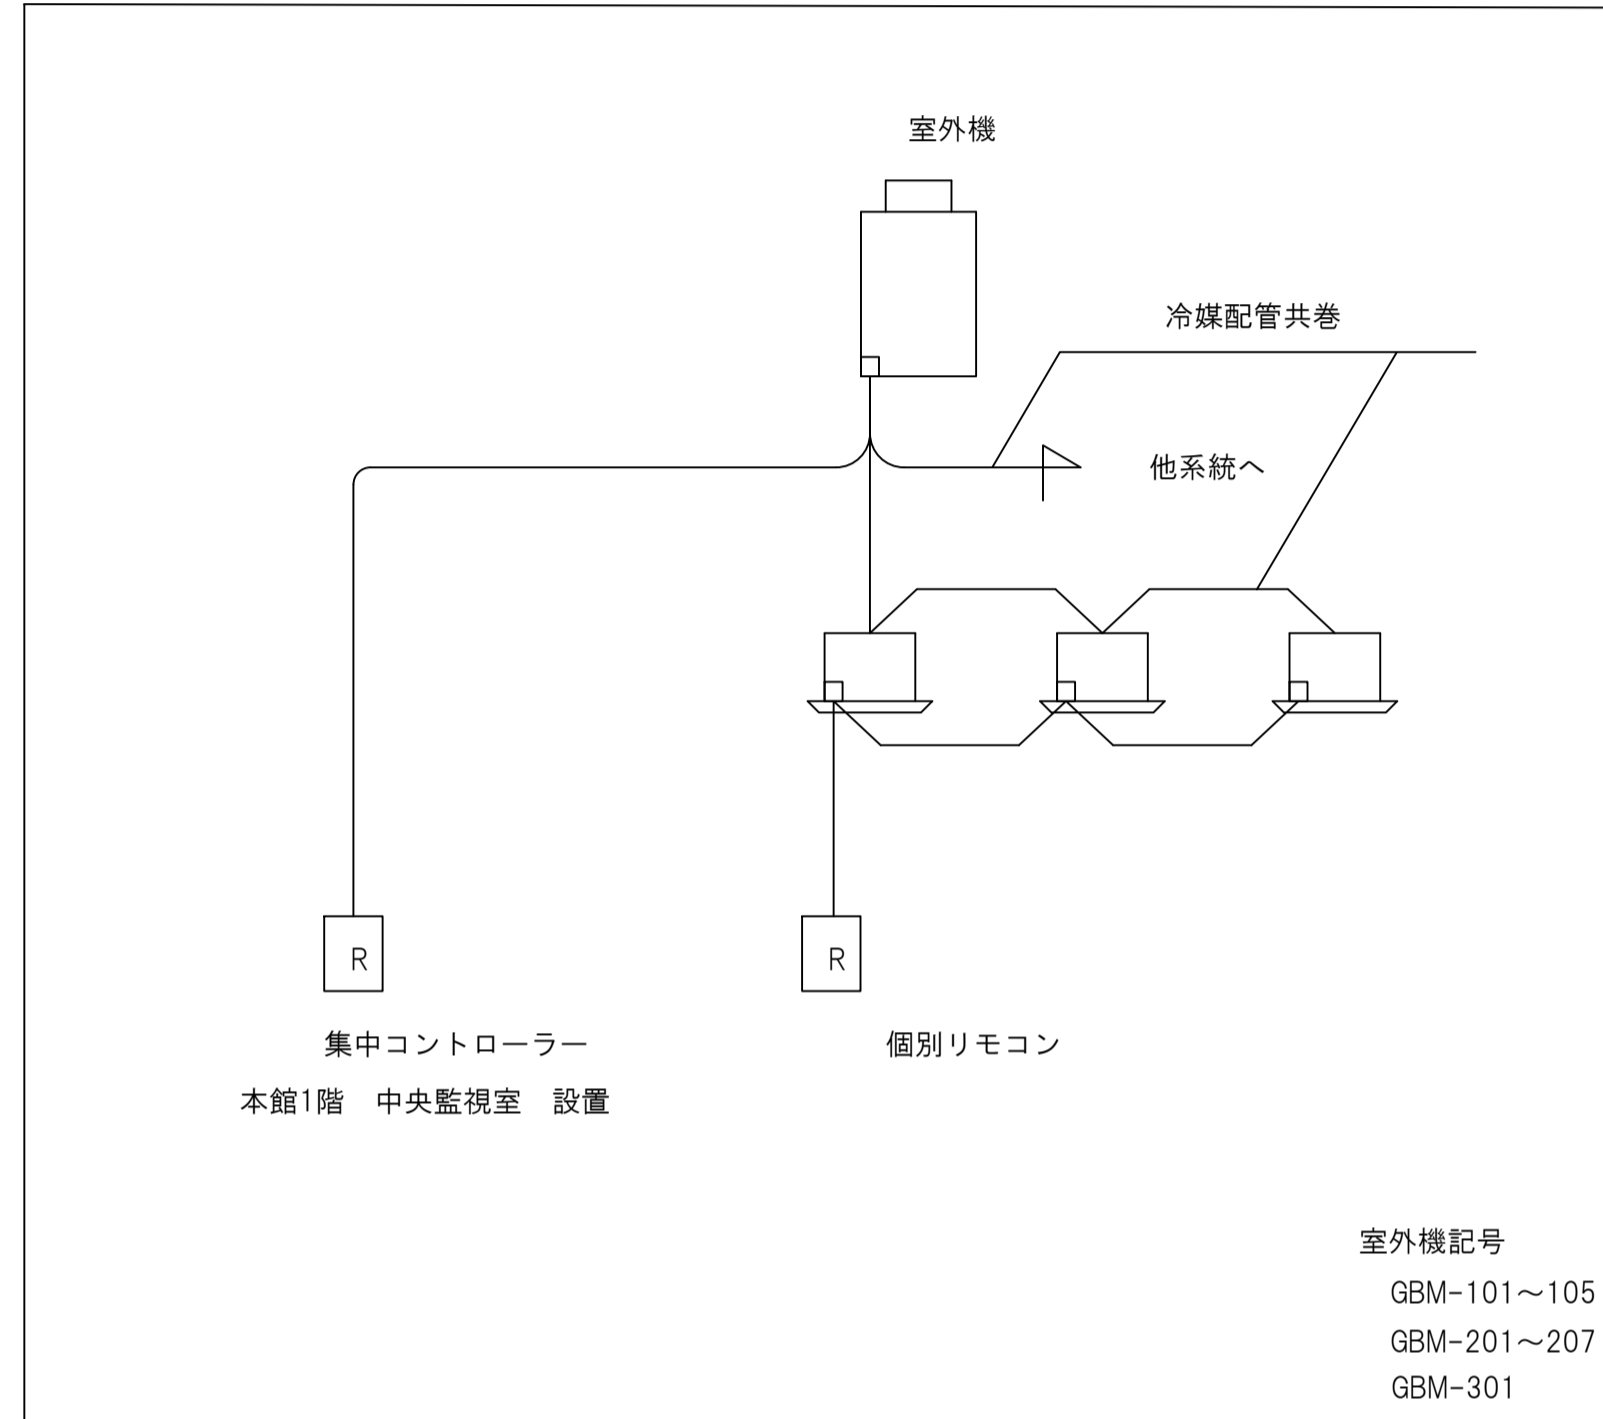 室外機
冷媒配管共巻
他系統へ
R
R
集中コントローラー
個別リモコン
本館1階　中央監視室　設置
室外機記号
GBM-101～105
GBM-201～207
GBM-301